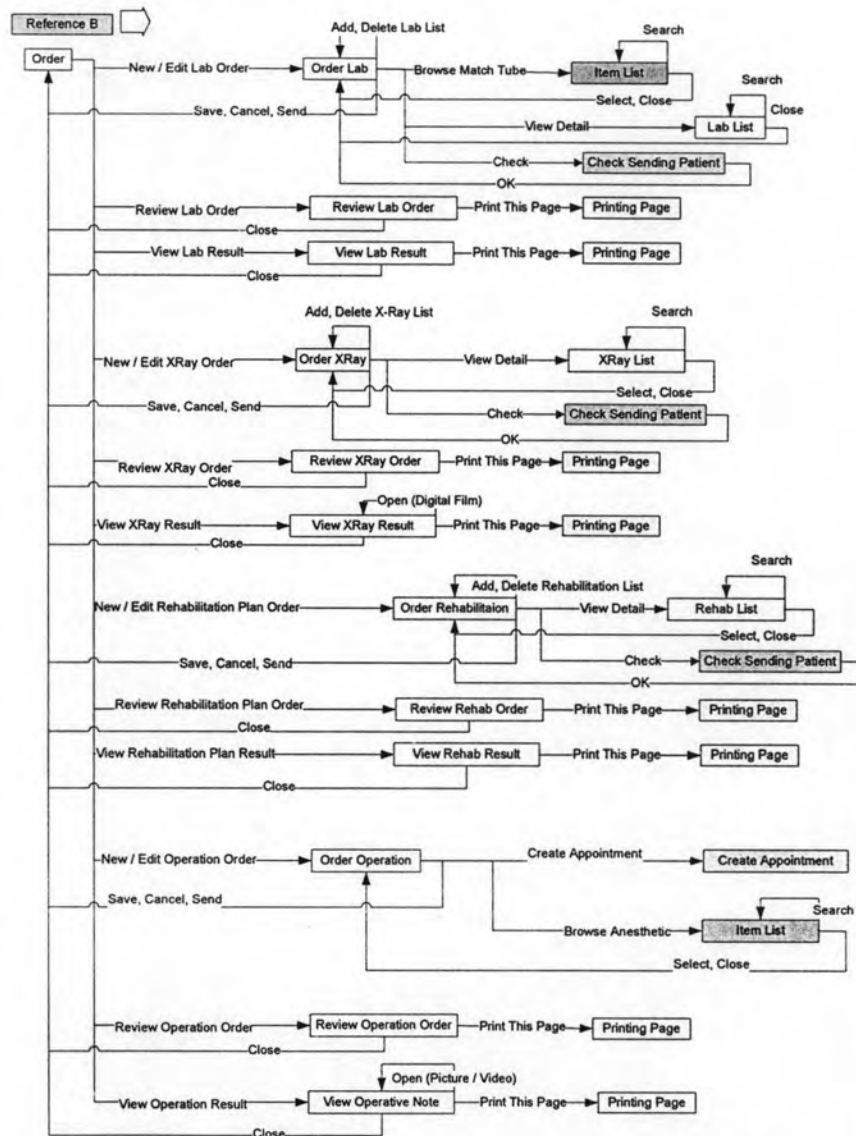 Reference B
Order
Add, Delete Lab List
Search
New / Edit Lab Order
Order Lab
Browse Match Tube
Item List
Search
Select, Close
Close
Save, Cancel, Send
View Detail
Lab List
Check
Check Sending Patient
OK
Review Lab Order
Review Lab Order
Print This Page
Printing Page
Close
View Lab Result
View Lab Result
Print This Page
Printing Page
Close
Add, Delete X-Ray List
Search
New / Edit XRay Order
Order XRay
View Detail
XRay List
Select, Close
Save, Cancel, Send
Check
Check Sending Patient
OK
Review XRay Order
Review XRay Order
Print This Page
Printing Page
Close
Open (Digital Film)
View XRay Result
View XRay Result
Print This Page
Printing Page
Close
Search
Add, Delete Rehabilitation List
New / Edit Rehabilitation Plan Order
Order Rehabilitaion
View Detail
Rehab List
Select, Close
Save, Cancel, Send
Check
Check Sending Patient
OK
Review Rehabilitation Plan Order
Review Rehab Order
Print This Page
Printing Page
Close
View Rehabilitation Plan Result
View Rehab Result
Print This Page
Printing Page
Close
New / Edit Operation Order
Order Operation
Create Appointment
Create Appointment
Save, Cancel, Send
Search
Browse Anesthetic
Item List
Select, Close
Review Operation Order
Review Operation Order
Print This Page
Printing Page
Close
Open (Picture / Video)
View Operation Result
View Operative Note
Print This Page
Printing Page
Close